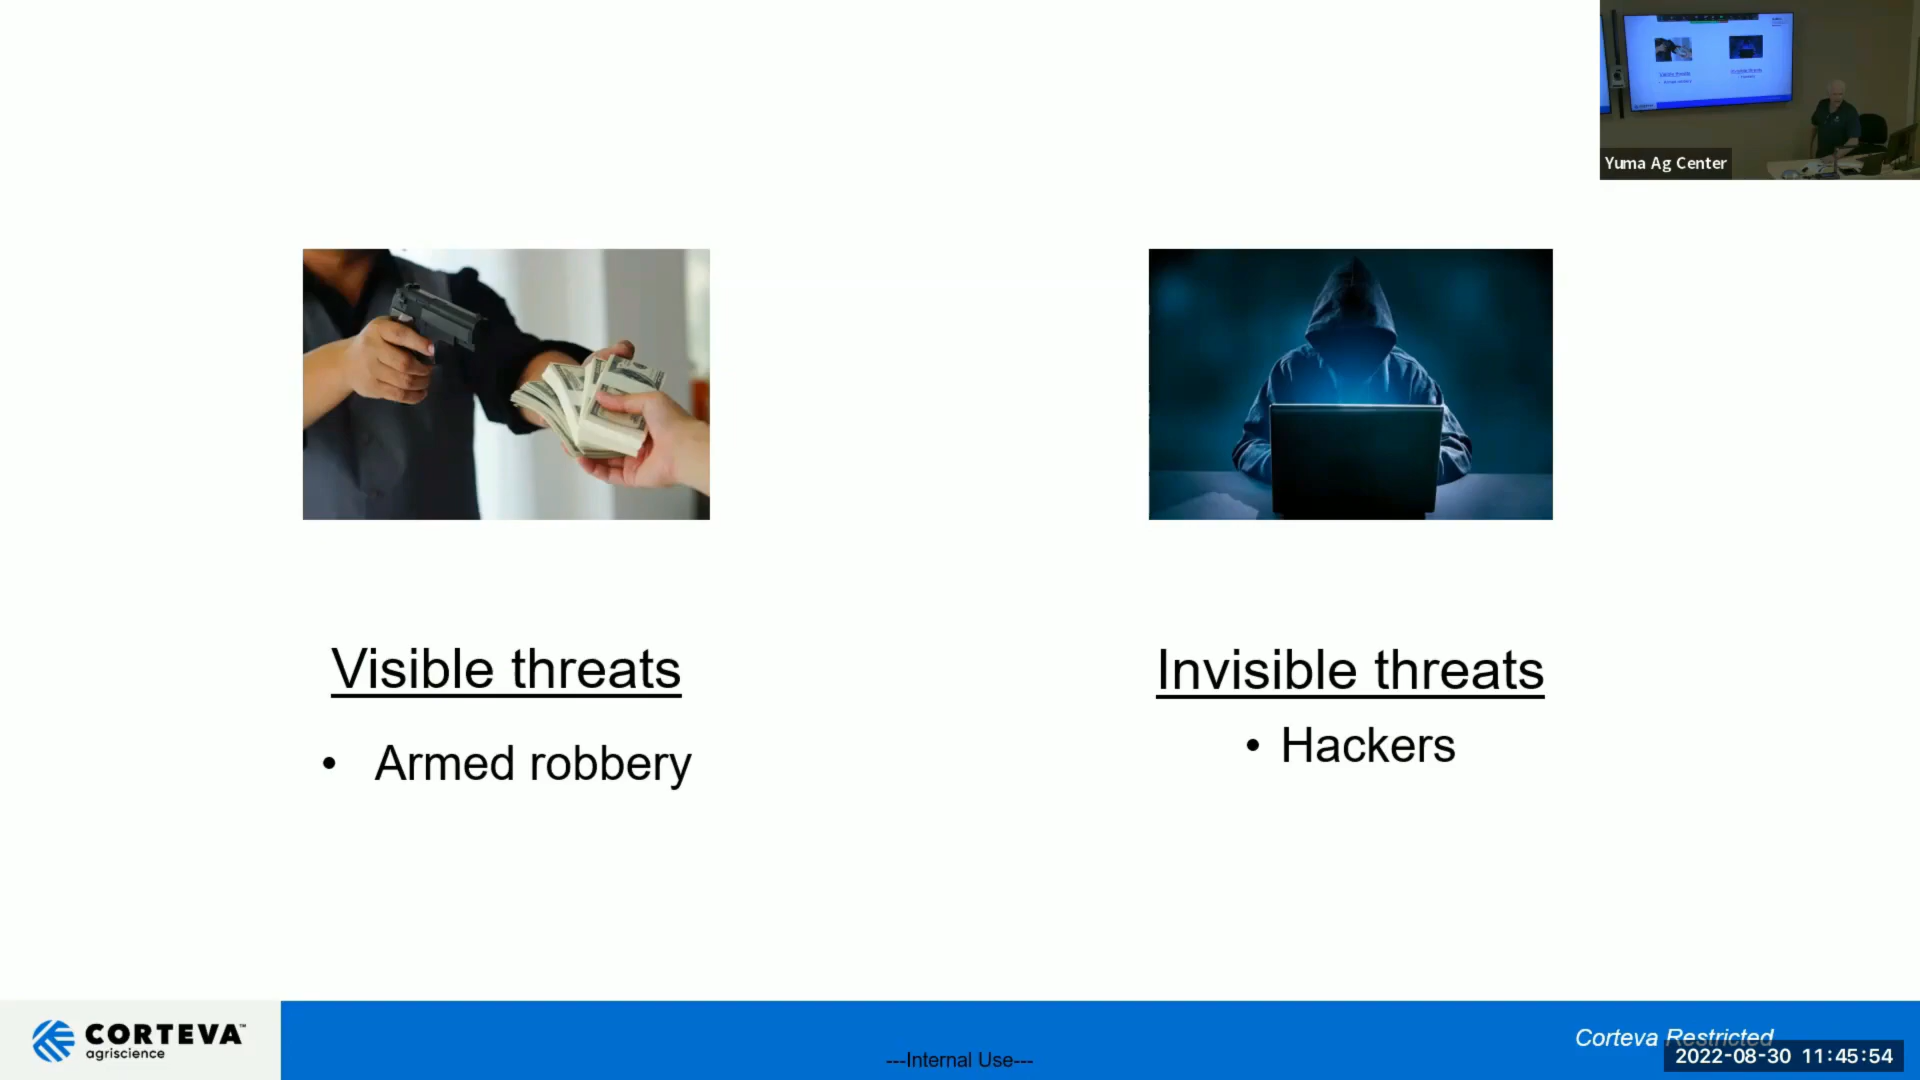 Yuma Ag Center
Visible threats
• Armed robbery
Invisible threats
• Hackers
CORTEVA™
agriscience
---Internal Use---
Corteva Restricted
2022-08-30 11:45:54